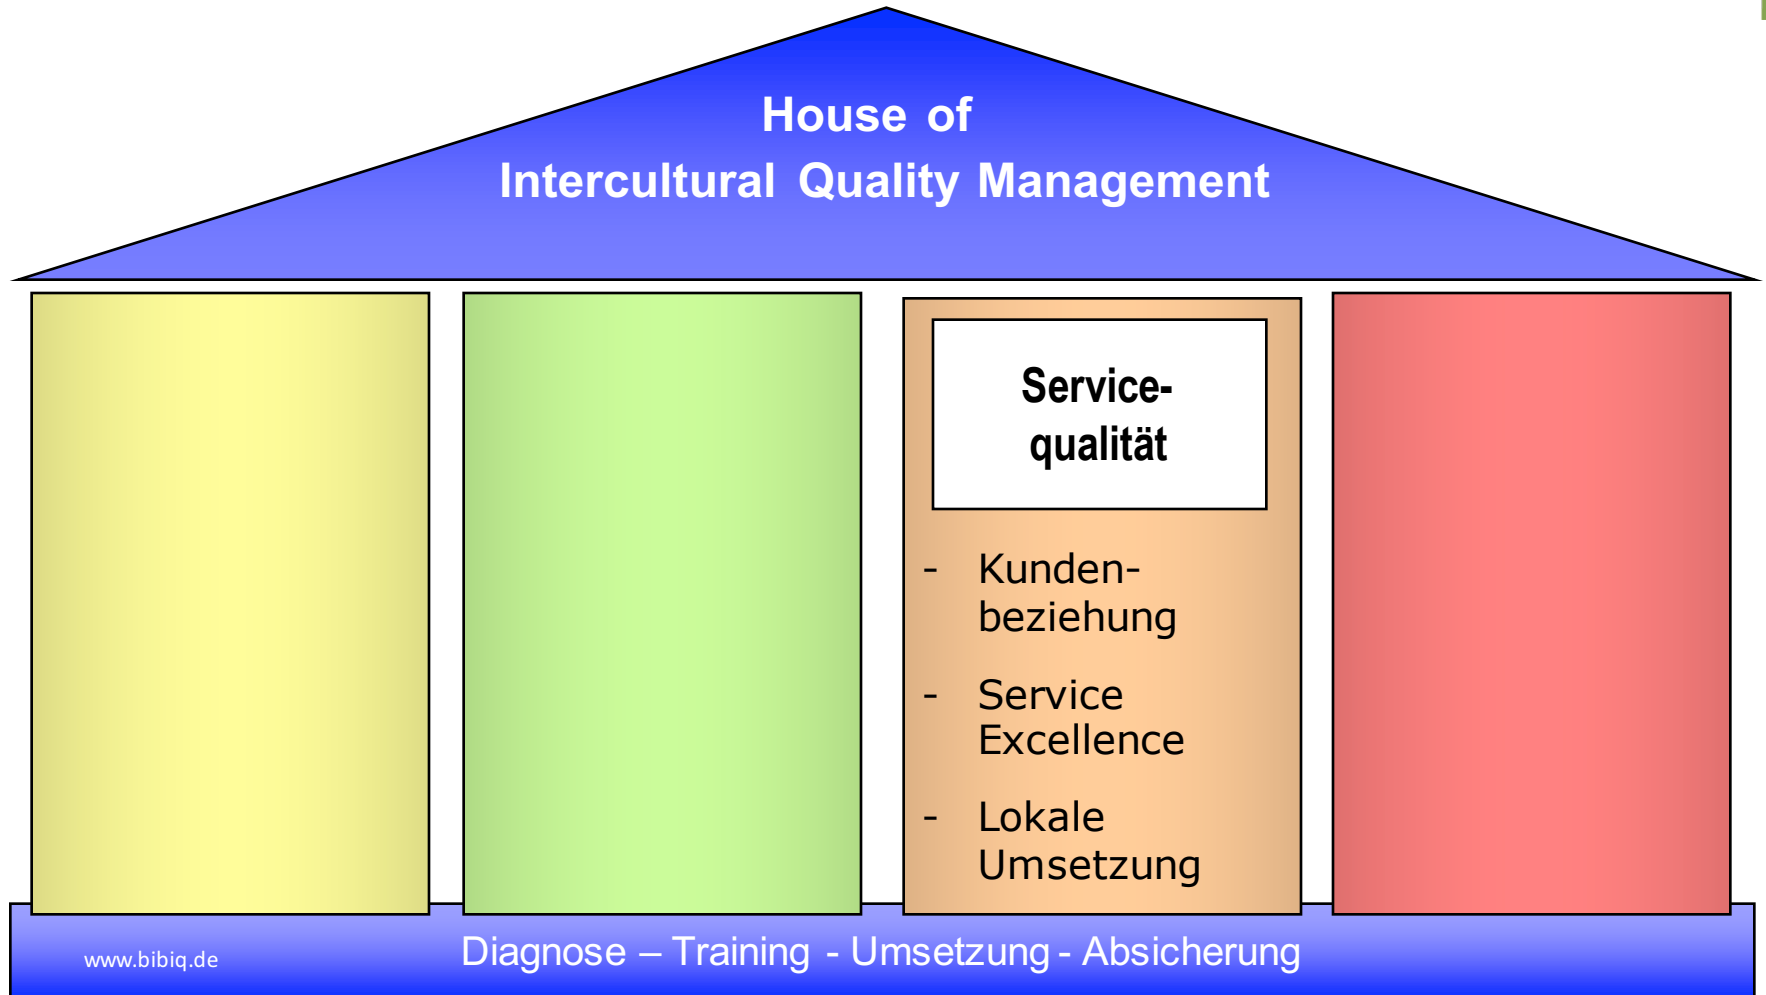 House of
Intercultural Quality Management
Service-
qualität
- Kunden-
beziehung
- Service
Excellence
- Lokale
Umsetzung
www.bibiq.de
Diagnose – Training - Umsetzung - Absicherung